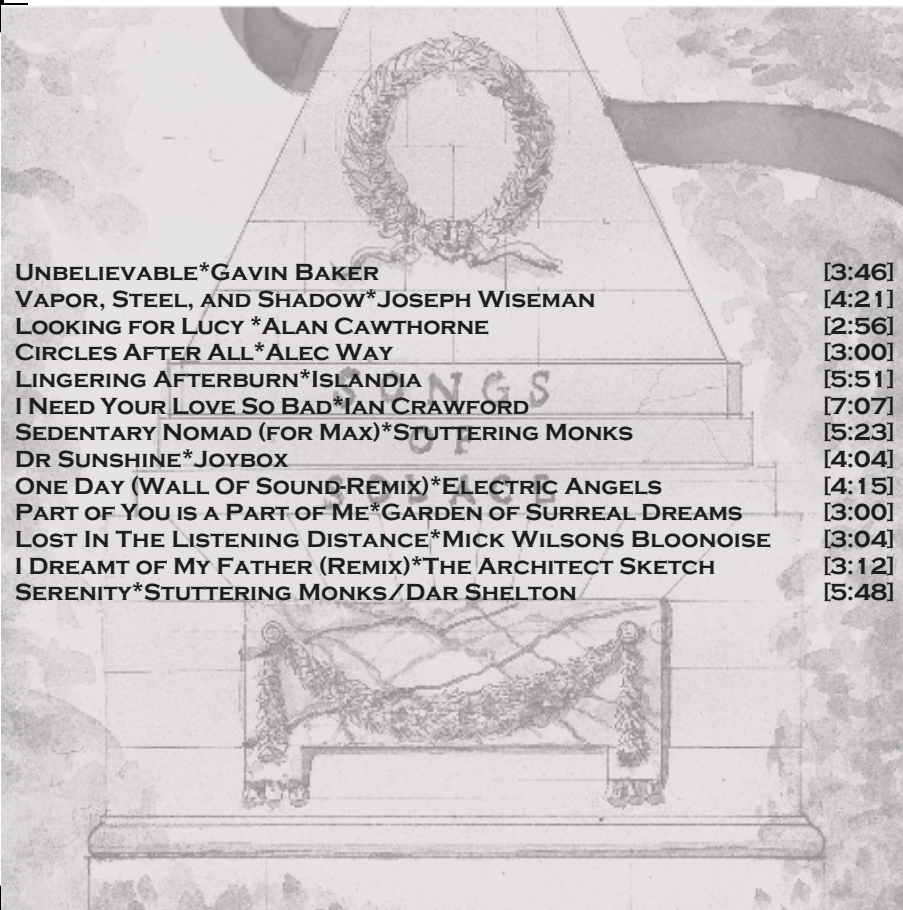 Unbelievable*Gavin Baker [3:46]
Vapor, Steel, and Shadow*Joseph Wiseman [4:21]
Looking for Lucy *Alan Cawthorne [2:56]
Circles After All*Alec Way [3:00]
Lingering Afterburn*Islandia [5:51]
I Need Your Love So Bad*Ian Crawford [7:07]
Sedentary Nomad (for Max)*Stuttering Monks [5:23]
Dr Sunshine*Joybox [4:04]
One Day (Wall Of Sound-Remix)*Electric Angels [4:15]
Part of You is a Part of Me*Garden of Surreal Dreams [3:00]
Lost In The Listening Distance*Mick Wilsons Bloonoise [3:04]
I Dreamt of My Father (Remix)*The Architect Sketch [3:12]
Serenity*Stuttering Monks/Dar Shelton [5:48]
SONGS
OF
SOLACE